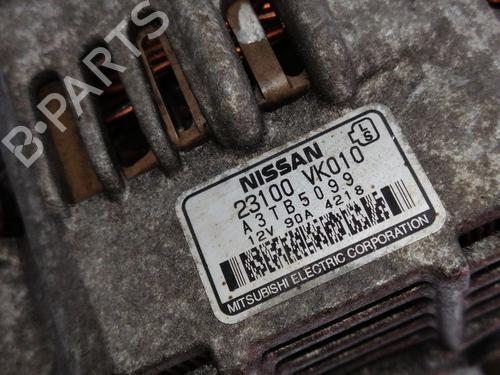 B-PARTS
NISSAN
L
S
23100 VK010
A3TB5099
12V 90A 4218
MITSUBISHI ELECTRIC CORPORATION